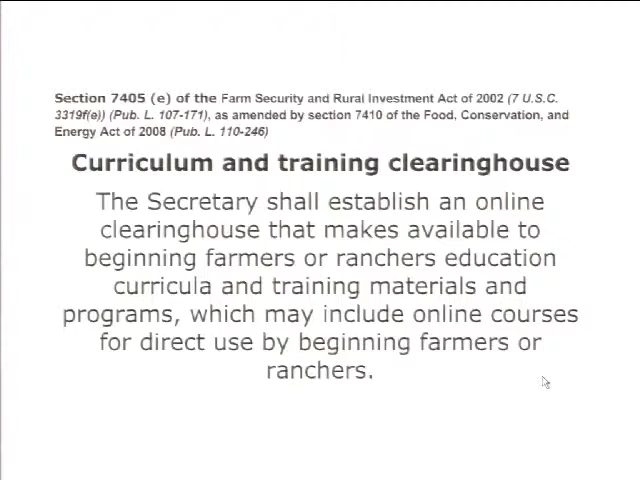 Section 7405 (e) of the Farm Security and Rural Investment Act of 2002 (7 U.S.C.
3319f(e)) (Pub. L. 107-171), as amended by section 7410 of the Food, Conservation, and
Energy Act of 2008 (Pub. L. 110-246)
Curriculum and training clearinghouse
The Secretary shall establish an online
clearinghouse that makes available to
beginning farmers or ranchers education
curricula and training materials and
programs, which may include online courses
for direct use by beginning farmers or
ranchers.